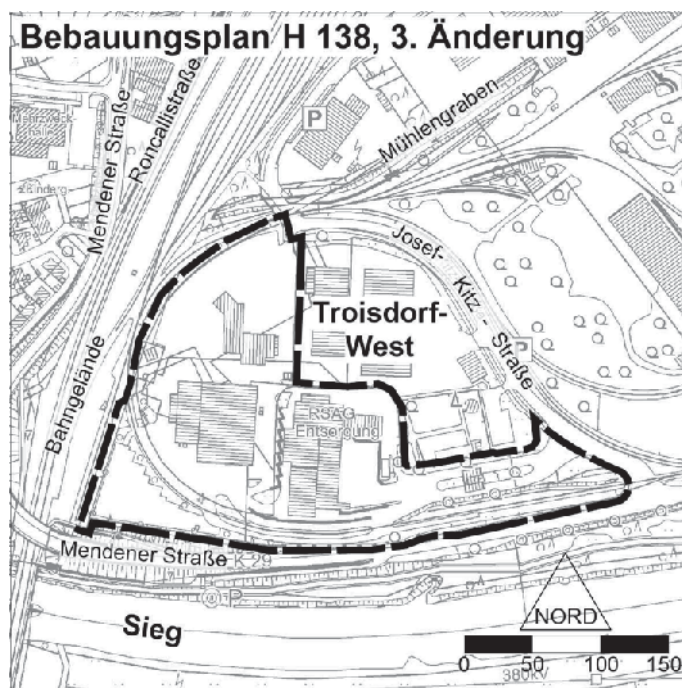 Bebauungsplan H 138, 3. Änderung
Mendener Straße
Roncallistraße
P
Mühlengraben
Josef-Kitz-Straße
Troisdorf-
West
P
Bahngelände
RSAG
Entsorgung
Mendener Straße
K 29
P
Sieg
NORD
0 50 100 150
380kV